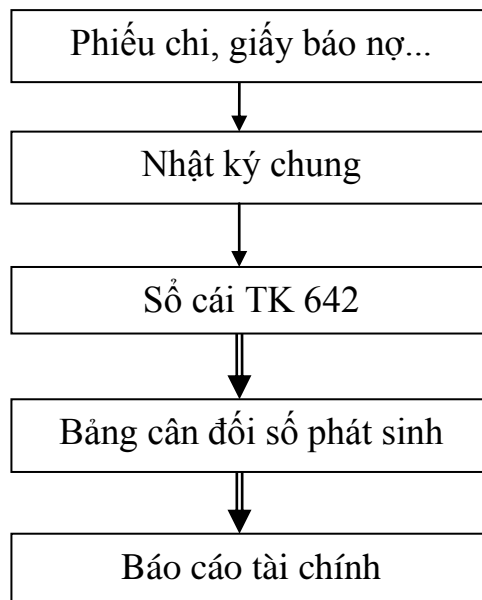 Phiếu chi, giấy báo nợ...
Nhật ký chung
Sổ cái TK 642
Bảng cân đối số phát sinh
Báo cáo tài chính